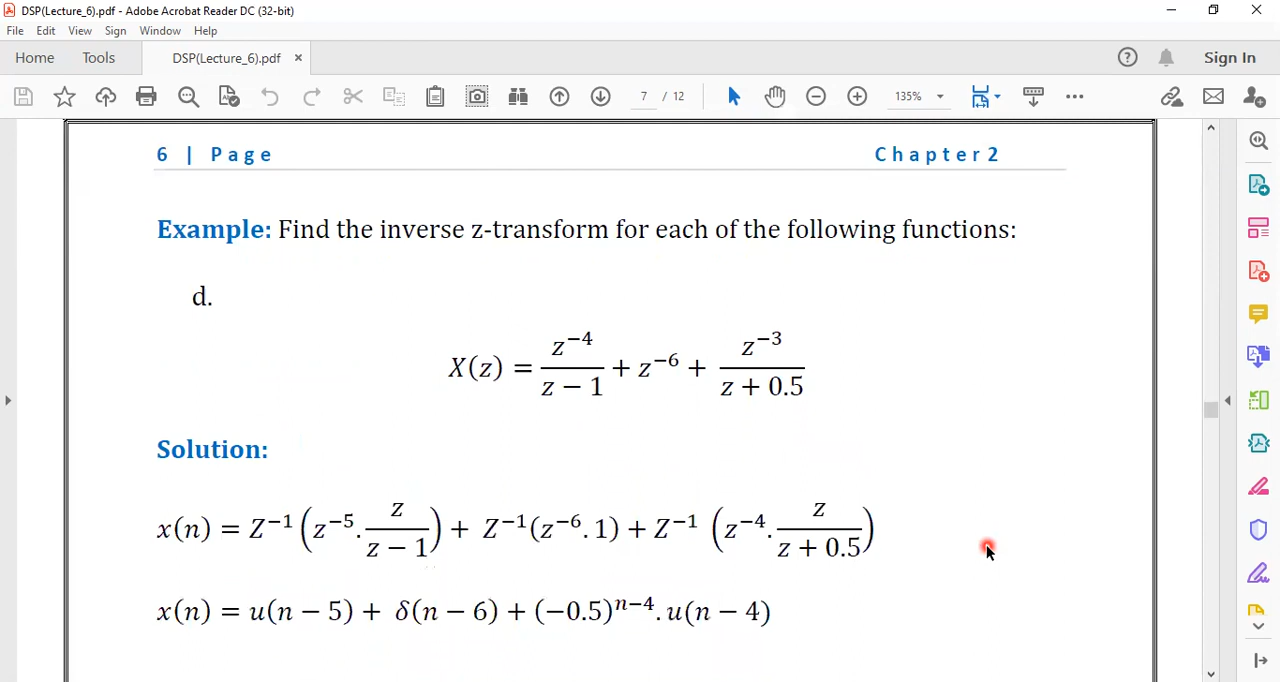 DSP(Lecture_6).pdf - Adobe Acrobat Reader DC (32-bit)
File Edit View Sign Window Help
Home Tools DSP(Lecture_6).pdf × Sign In
7 / 12 135%
6 | Page Chapter2
Example: Find the inverse z-transform for each of the following functions:
d.
X(z) = z⁻⁴/(z − 1) + z⁻⁶ + z⁻³/(z + 0.5)
Solution:
x(n) = Z⁻¹(z⁻⁵. z/(z − 1)) + Z⁻¹(z⁻⁶. 1) + Z⁻¹ (z⁻⁴. z/(z + 0.5))
x(n) = u(n − 5) + δ(n − 6) + (−0.5)ⁿ⁻⁴. u(n − 4)